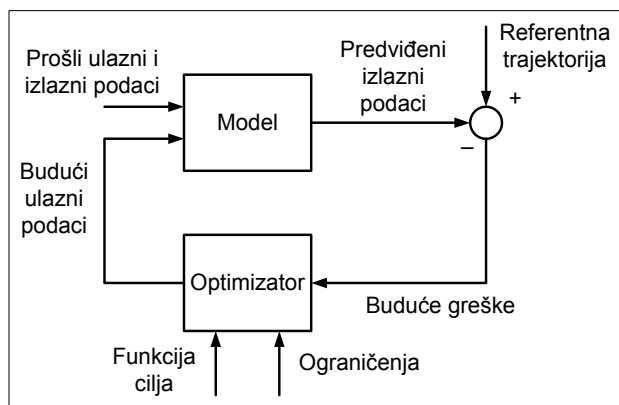 Referentna
trajektorija
Prošli ulazni i
izlazni podaci
Predviđeni
izlazni
podaci
+
Model
−
Budući
ulazni
podaci
Optimizator
Buduće greške
Funkcija
cilja
Ograničenja